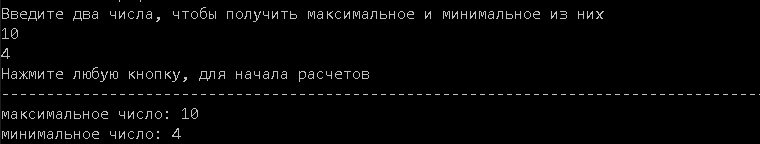 Введите два числа, чтобы получить максимальное и минимальное из них
10
4
Нажмите любую кнопку, для начала расчетов
-------------------------------------------------------------------------------------
максимальное число: 10
минимальное число: 4